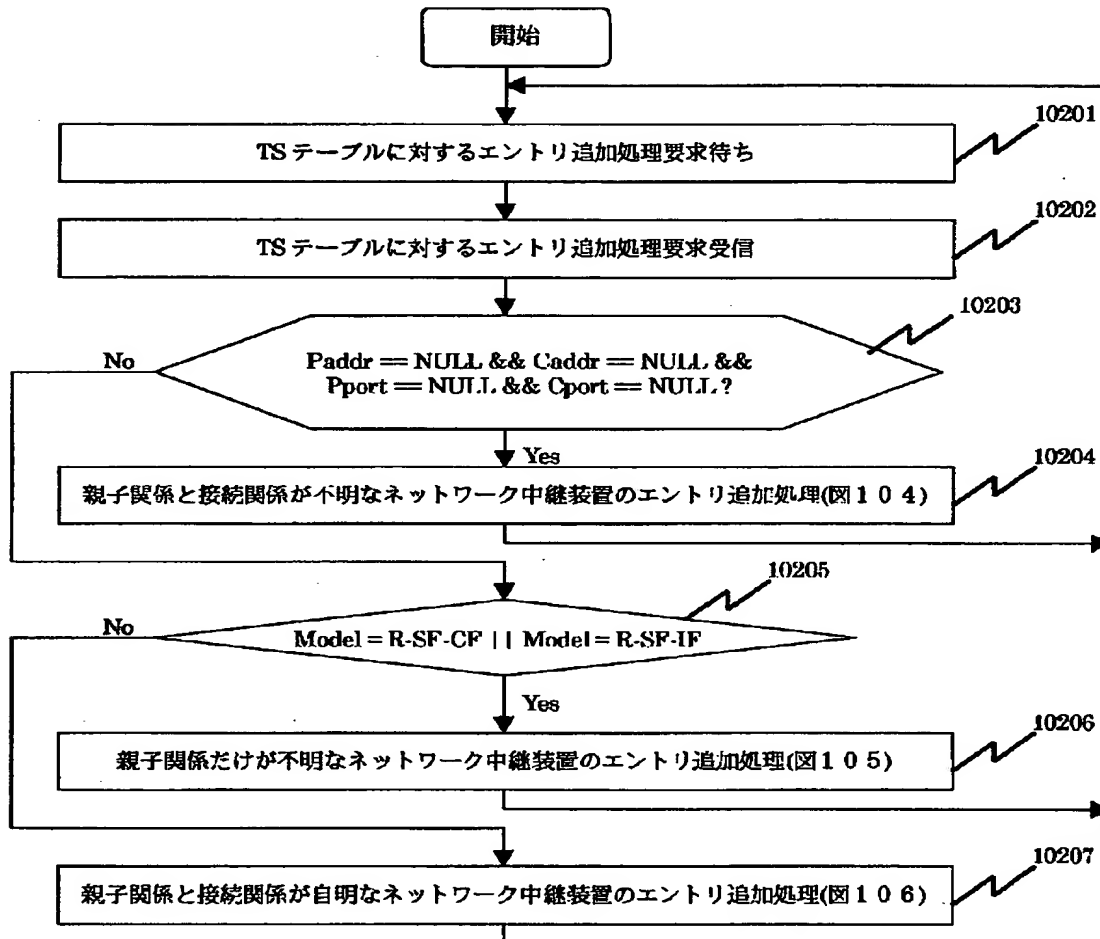 開始
10201
TSテーブルに対するエントリ追加処理要求待ち
10202
TSテーブルに対するエントリ追加処理要求受信
10203
No
Paddr == NULL && Caddr == NULL &&
Pport == NULL && Cport == NULL?
Yes
10204
親子関係と接続関係が不明なネットワーク中継装置のエントリ追加処理(図104)
10205
No
Model = R-SF-CF || Model = R-SF-IF
Yes
10206
親子関係だけが不明なネットワーク中継装置のエントリ追加処理(図105)
10207
親子関係と接続関係が自明なネットワーク中継装置のエントリ追加処理(図106)